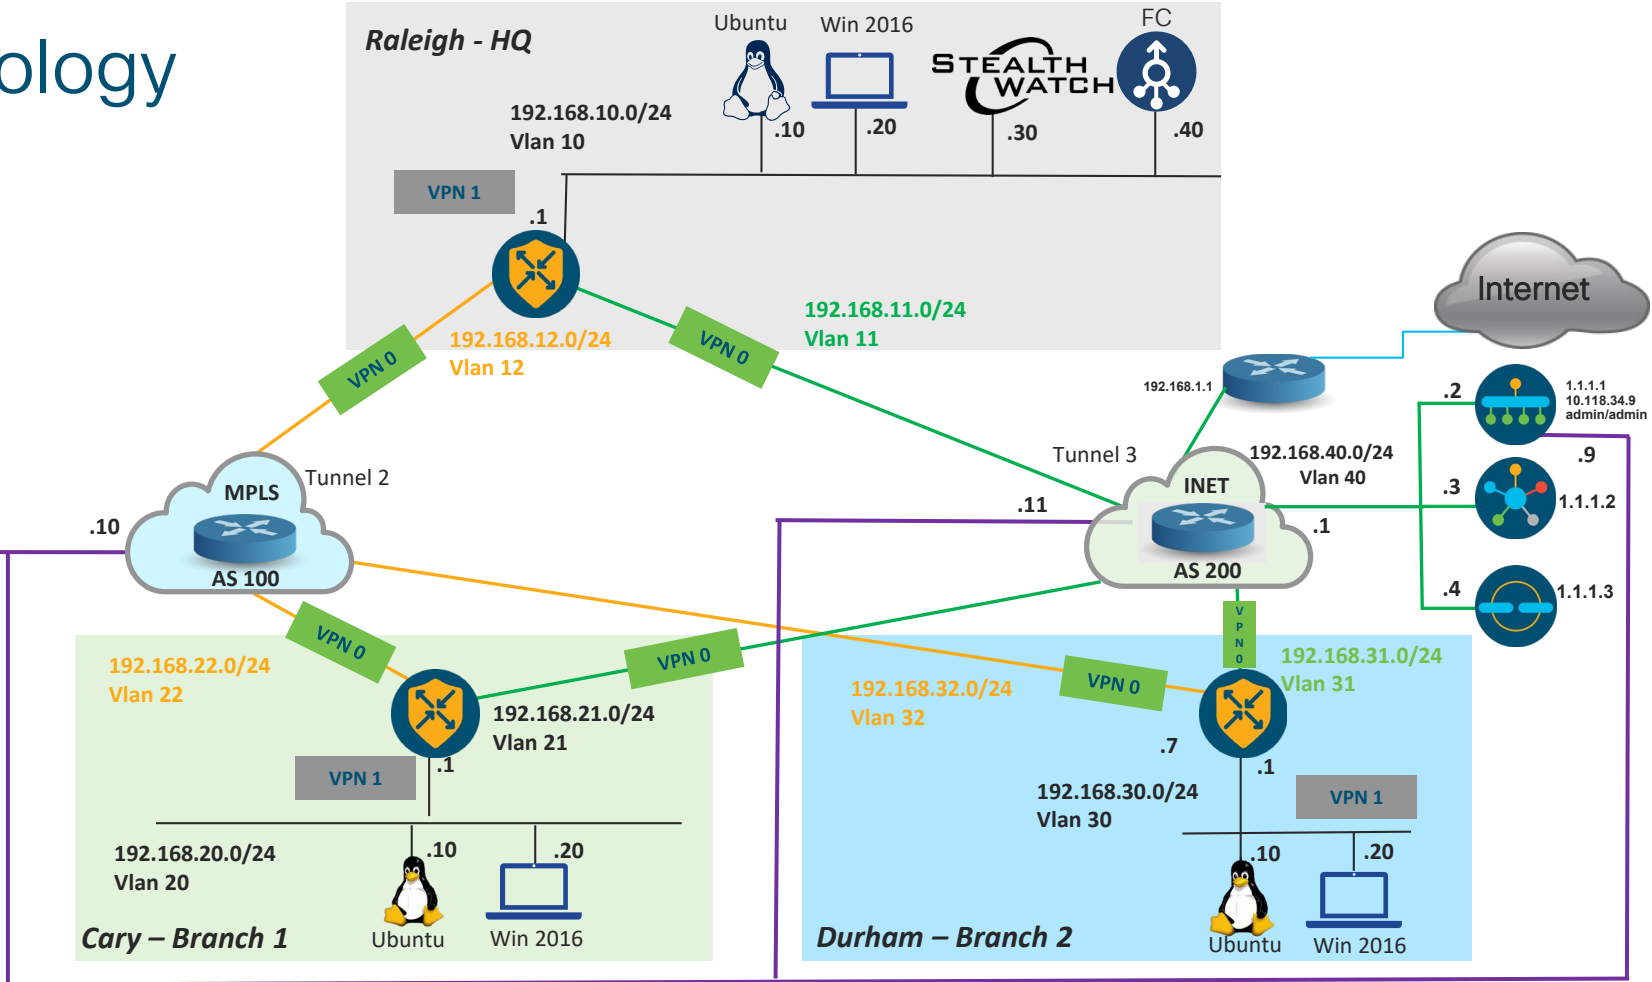 ology
Raleigh - HQ
Ubuntu
Win 2016
STEALTH
WATCH
FC
192.168.10.0/24
Vlan 10
.10
.20
.30
.40
VPN 1
.1
192.168.12.0/24
Vlan 12
VPN 0
VPN 0
192.168.11.0/24
Vlan 11
Internet
192.168.1.1
.2
1.1.1.1
10.118.34.9
admin/admin
.9
Tunnel 2
MPLS
AS 100
.10
Tunnel 3
192.168.40.0/24
Vlan 40
INET
AS 200
.11
.1
.3
1.1.1.2
.4
1.1.1.3
VPN 0
VPN 0
192.168.22.0/24
Vlan 22
192.168.21.0/24
Vlan 21
VPN 1
.1
192.168.20.0/24
Vlan 20
.10
.20
Cary – Branch 1
Ubuntu
Win 2016
V
P
N
0
192.168.31.0/24
Vlan 31
192.168.32.0/24
Vlan 32
VPN 0
.7
.1
192.168.30.0/24
Vlan 30
VPN 1
.10
.20
Durham – Branch 2
Ubuntu
Win 2016